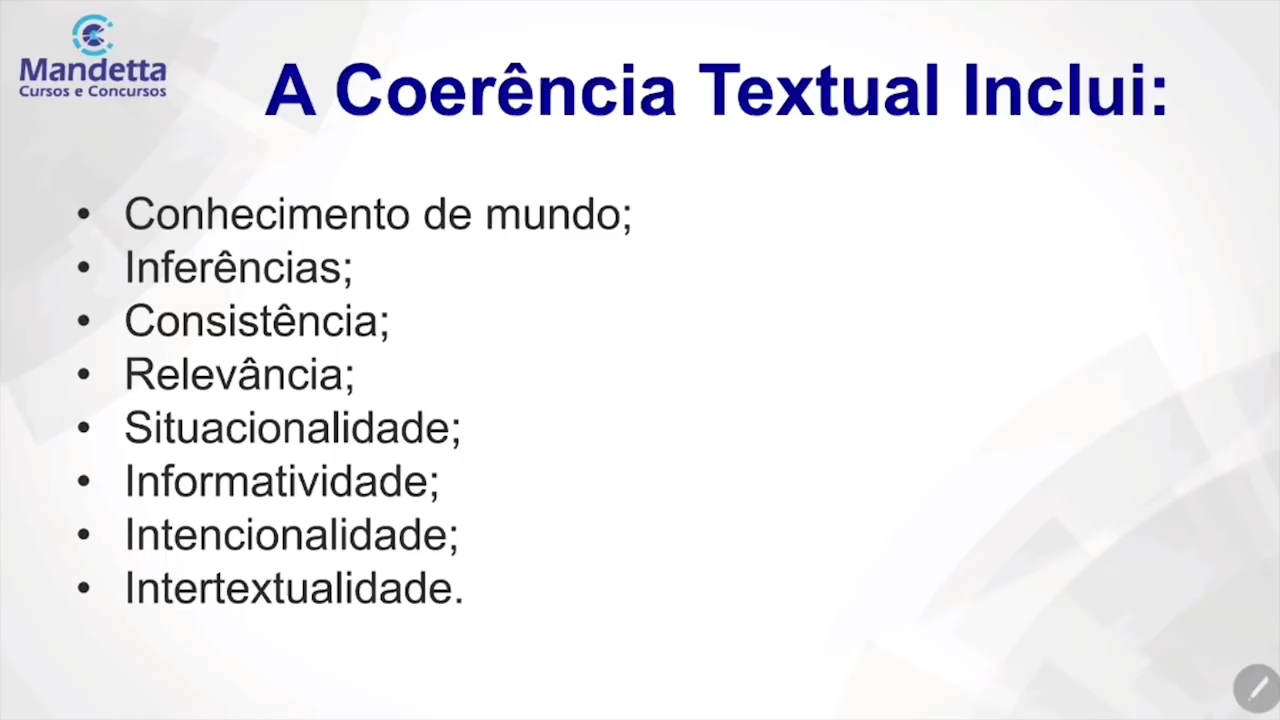 Mandetta
Cursos e Concursos
A Coerência Textual Inclui:
• Conhecimento de mundo;
• Inferências;
• Consistência;
• Relevância;
• Situacionalidade;
• Informatividade;
• Intencionalidade;
• Intertextualidade.